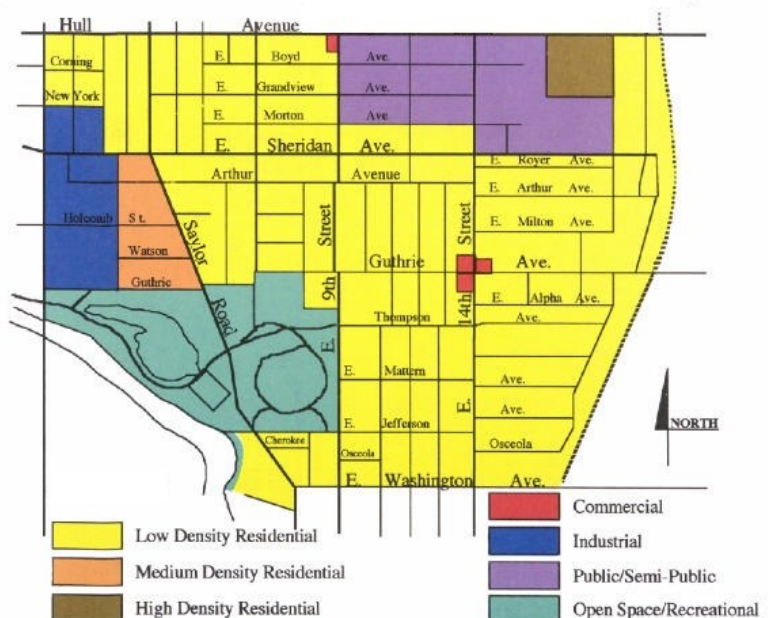 Hull Avenue
Corning
E. Boyd Ave.
New York
E. Grandview Ave.
E. Morton Ave
E. Sheridan Ave.
Arthur Avenue
E. Royer Ave.
E. Arthur Ave.
Holcomb St.
E. Milton Ave.
Watson
Guthrie
Saylor Road
9th Street
E.
14th Street
E.
Guthrie Ave.
E. Alpha Ave.
Thompson Ave.
E. Mattern Ave.
Ave.
E. Jefferson
Cherokee
Osceola
Osceola
E. Washington Ave.
NORTH
Low Density Residential
Medium Density Residential
High Density Residential
Commercial
Industrial
Public/Semi-Public
Open Space/Recreational